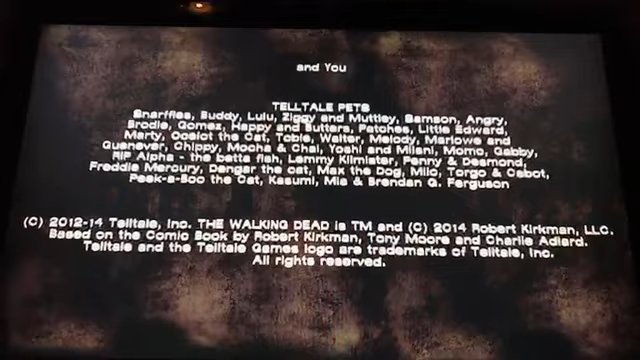 and You
TELLTALE PETS
Snarffles, Buddy, Lulu, Ziggy and Muttley, Samson, Angry,
Brodie, Gomez, Happy and Butters, Patches, Little Edward,
Marty, Ocelot the Cat, Tobie, Walter, Melody, Marlowe and
Guenever, Chippy, Mocha & Chai, Yoshi and Milani, Momo, Gabby,
RIP Alpha - the betta fish, Lemmy Kilmister, Penny & Desmond,
Freddie Mercury, Danger the cat, Max the Dog, Milo, Torgo & Cabot,
Peek-a-Boo the Cat, Kasumi, Mia & Brendan Q. Ferguson
(C) 2012-14 Telltale, Inc. THE WALKING DEAD is TM and (C) 2014 Robert Kirkman, LLC.
Based on the Comic Book by Robert Kirkman, Tony Moore and Charlie Adlard.
Telltale and the Telltale Games logo are trademarks of Telltale, Inc.
All rights reserved.